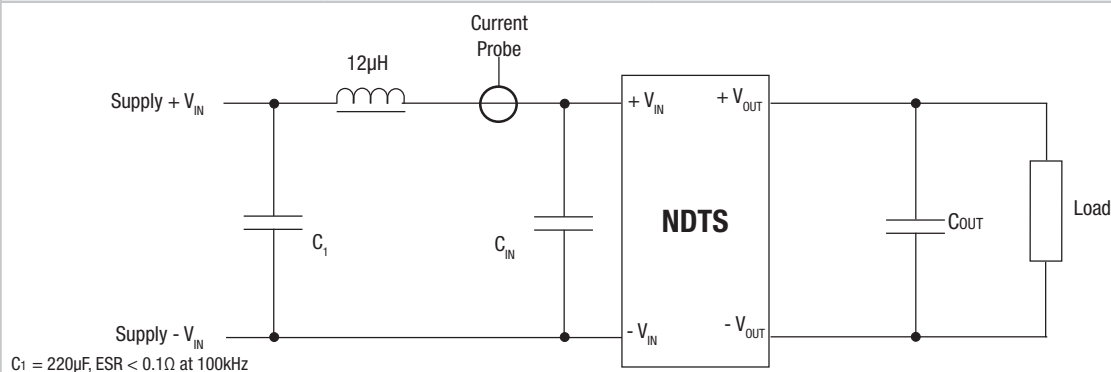 Current
Probe
12µH
Supply + V_IN
+ V_IN
+ V_OUT
NDTS
C_1
C_IN
COUT
Load
Supply - V_IN
- V_IN
- V_OUT
C1 = 220µF, ESR < 0.1Ω at 100kHz